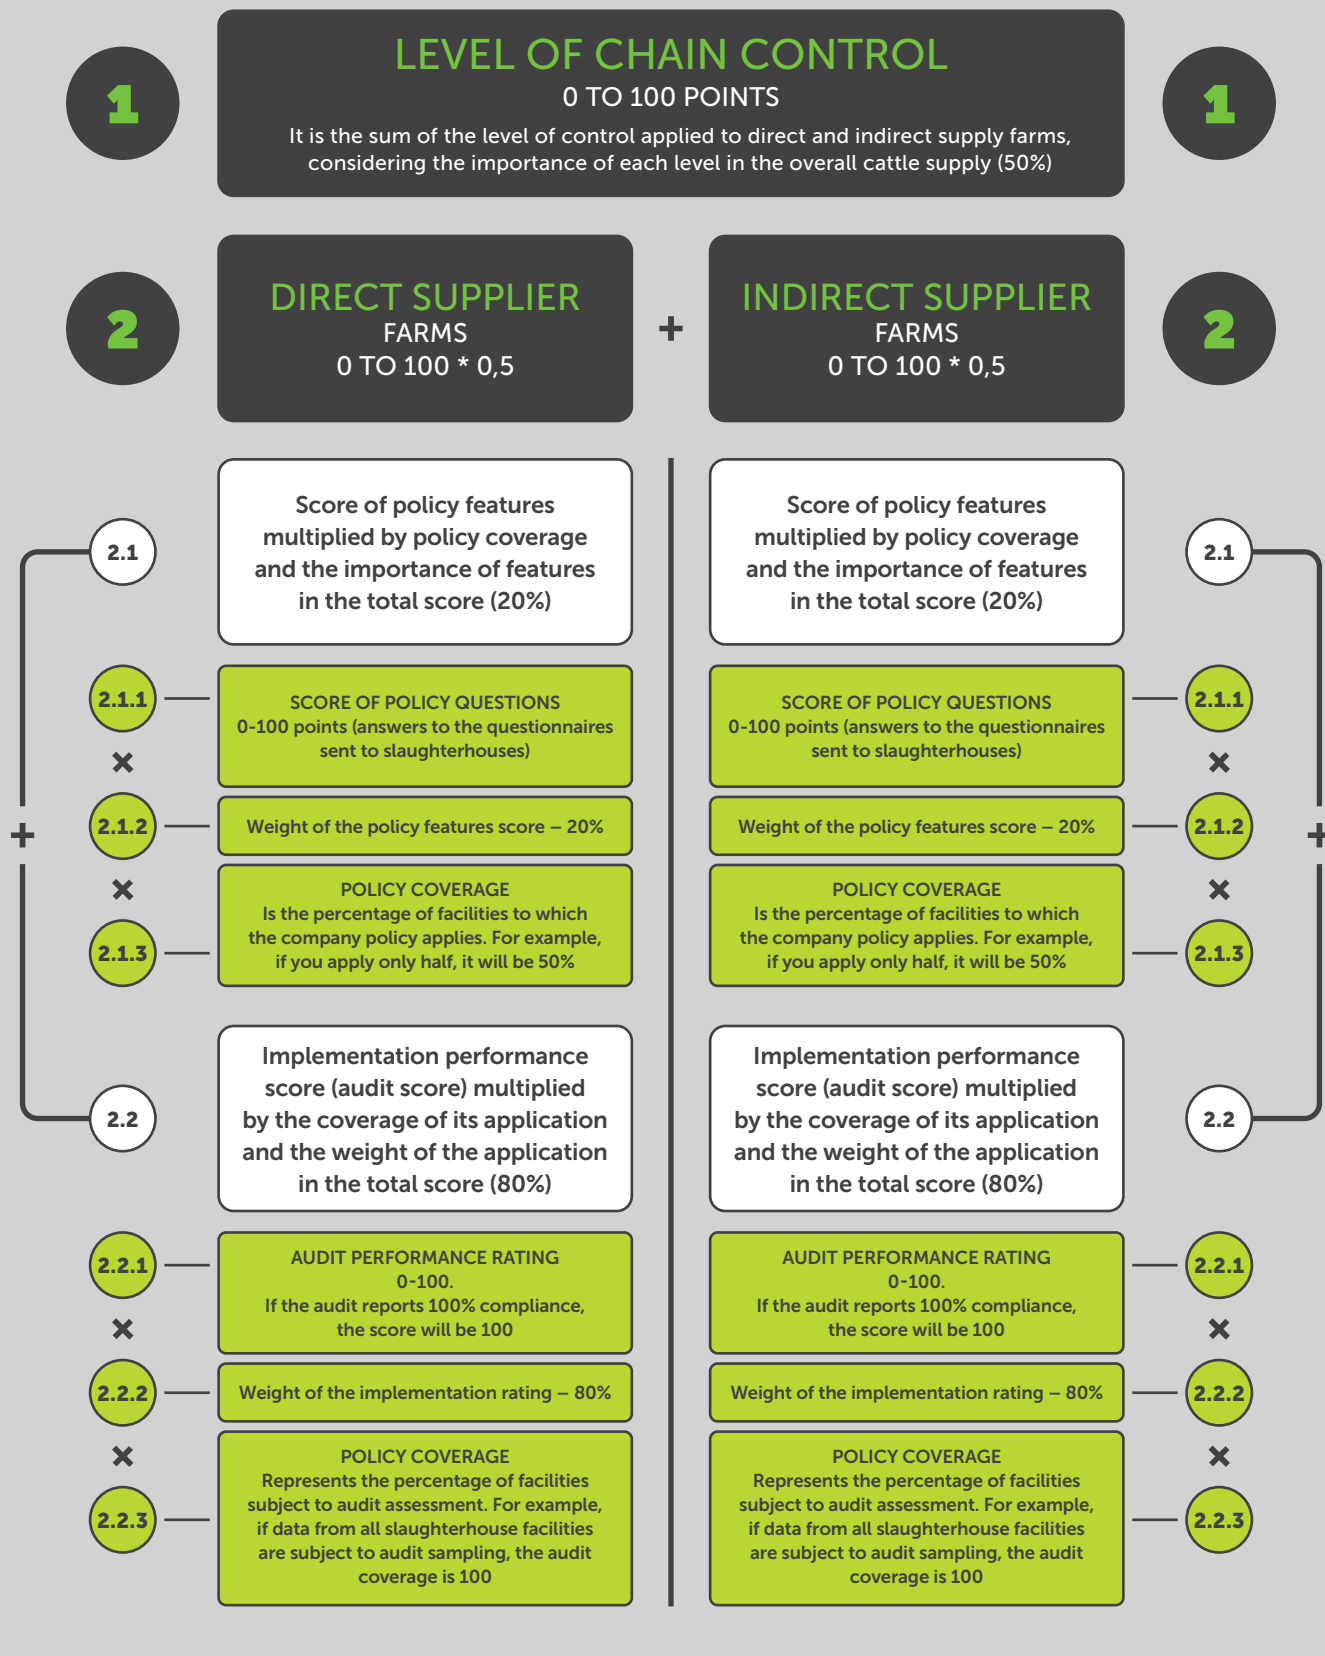 1
LEVEL OF CHAIN CONTROL
0 TO 100 POINTS
It is the sum of the level of control applied to direct and indirect supply farms,
considering the importance of each level in the overall cattle supply (50%)
1
2
DIRECT SUPPLIER
FARMS
0 TO 100 * 0,5
+
INDIRECT SUPPLIER
FARMS
0 TO 100 * 0,5
2
2.1
Score of policy features
multiplied by policy coverage
and the importance of features
in the total score (20%)
2.1.1
SCORE OF POLICY QUESTIONS
0-100 points (answers to the questionnaires
sent to slaughterhouses)
×
2.1.2
Weight of the policy features score – 20%
+
×
2.1.3
POLICY COVERAGE
Is the percentage of facilities to which
the company policy applies. For example,
if you apply only half, it will be 50%
2.2
Implementation performance
score (audit score) multiplied
by the coverage of its application
and the weight of the application
in the total score (80%)
2.2.1
AUDIT PERFORMANCE RATING
0-100.
If the audit reports 100% compliance,
the score will be 100
×
2.2.2
Weight of the implementation rating – 80%
×
2.2.3
POLICY COVERAGE
Represents the percentage of facilities
subject to audit assessment. For example,
if data from all slaughterhouse facilities
are subject to audit sampling, the audit
coverage is 100
Score of policy features
multiplied by policy coverage
and the importance of features
in the total score (20%)
2.1
SCORE OF POLICY QUESTIONS
0-100 points (answers to the questionnaires
sent to slaughterhouses)
2.1.1
×
Weight of the policy features score – 20%
2.1.2
+
×
POLICY COVERAGE
Is the percentage of facilities to which
the company policy applies. For example,
if you apply only half, it will be 50%
2.1.3
Implementation performance
score (audit score) multiplied
by the coverage of its application
and the weight of the application
in the total score (80%)
2.2
AUDIT PERFORMANCE RATING
0-100.
If the audit reports 100% compliance,
the score will be 100
2.2.1
×
Weight of the implementation rating – 80%
2.2.2
×
POLICY COVERAGE
Represents the percentage of facilities
subject to audit assessment. For example,
if data from all slaughterhouse facilities
are subject to audit sampling, the audit
coverage is 100
2.2.3